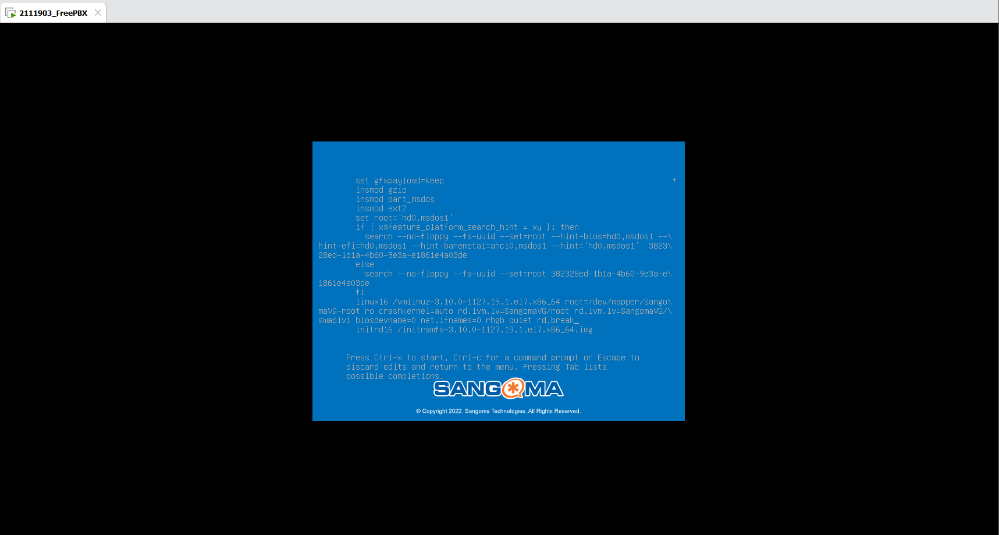 2111903_FreePBX
set gfxpayload=keep
insmod gzio
insmod part_msdos
insmod ext2
set root='hd0,msdos1'
if [ x$feature_platform_search_hint = xy ]; then
search --no-floppy --fs-uuid --set=root --hint-bios=hd0,msdos1 --\
hint-efi=hd0,msdos1 --hint-baremetal=ahci0,msdos1 --hint='hd0,msdos1'  3823\
28ed-1b1a-4b60-9e3a-e1861e4a03de
else
search --no-floppy --fs-uuid --set=root 382328ed-1b1a-4b60-9e3a-e\
1861e4a03de
fi
linux16 /vmlinuz-3.10.0-1127.19.1.el7.x86_64 root=/dev/mapper/Sango\
maVG-root ro crashkernel=auto rd.lvm.lv=SangomaVG/root rd.lvm.lv=SangomaVG/\
swaplv1 biosdevname=0 net.ifnames=0 rhgb quiet rd.break_
initrd16 /initramfs-3.10.0-1127.19.1.el7.x86_64.img
Press Ctrl-x to start, Ctrl-c for a command prompt or Escape to
discard edits and return to the menu. Pressing Tab lists
possible completions.
SANGOMA
© Copyright 2022. Sangoma Technologies. All Rights Reserved.